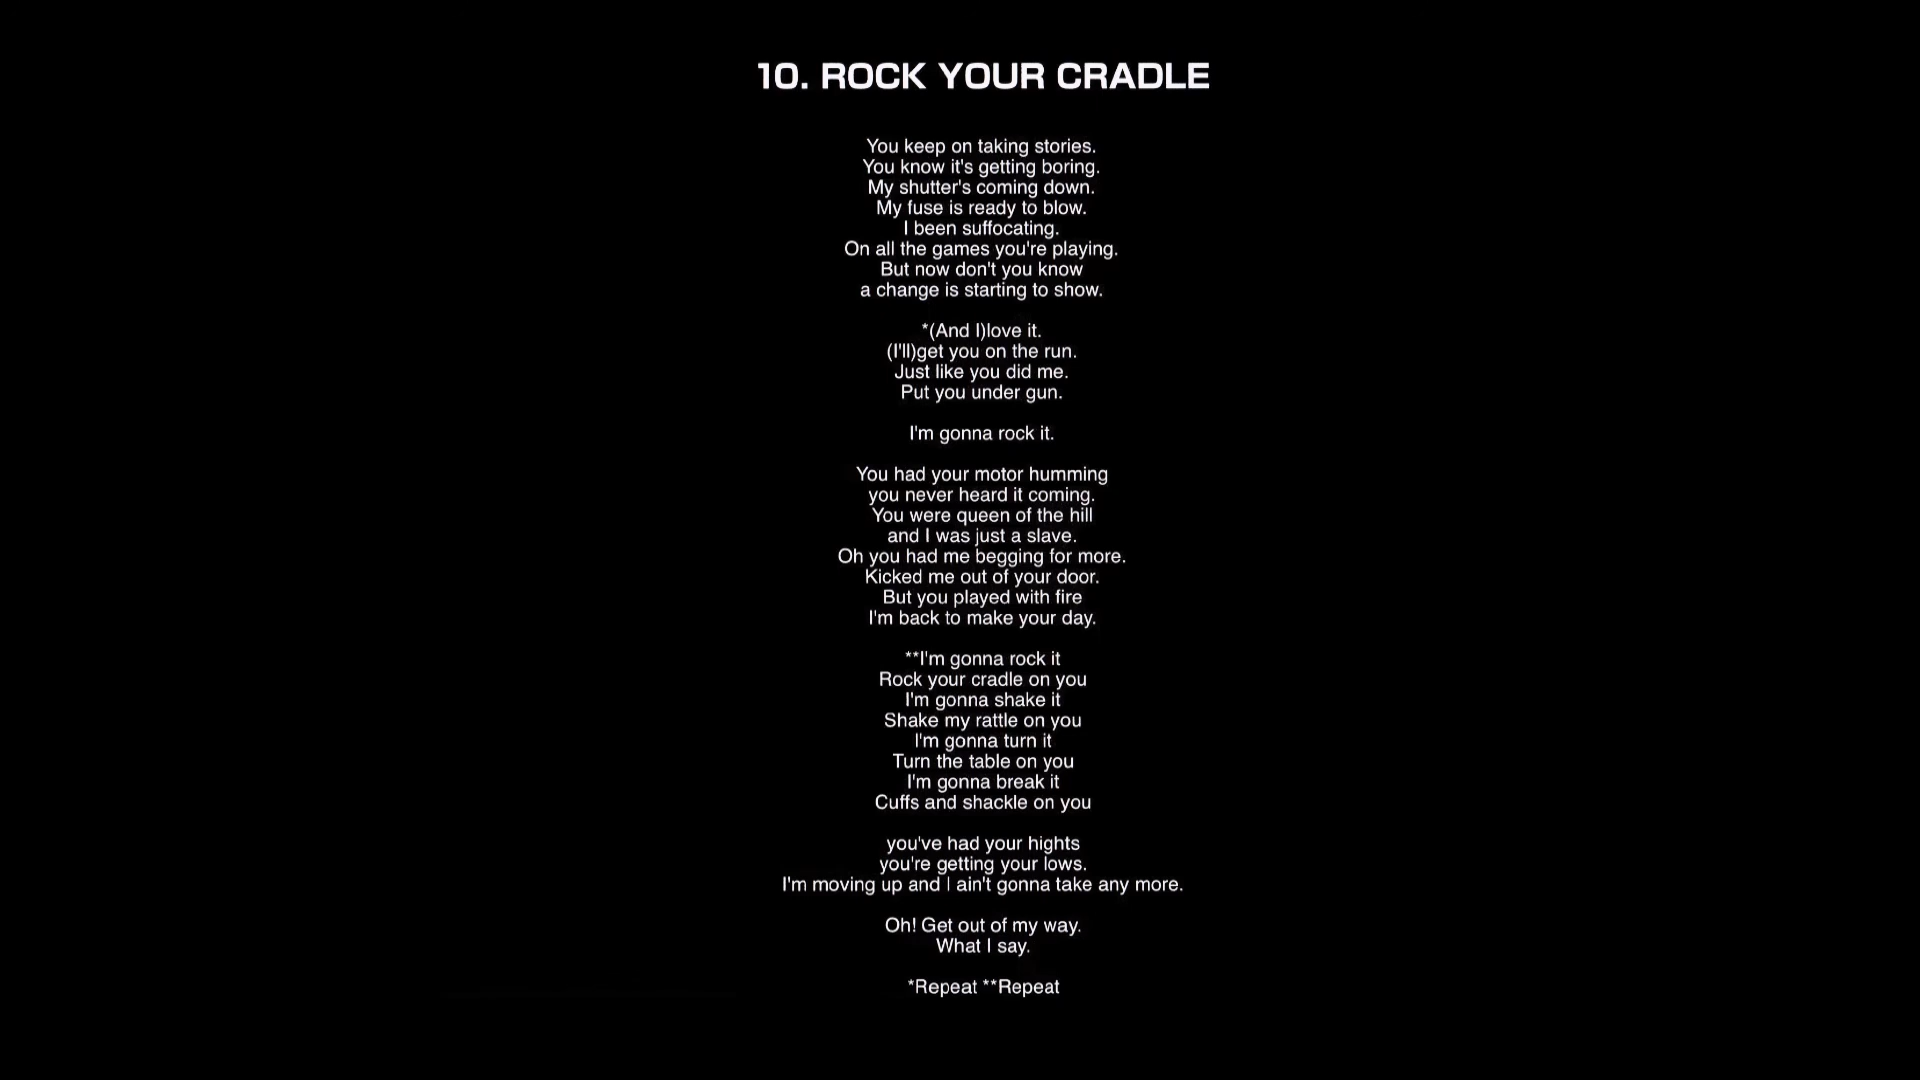 10. ROCK YOUR CRADLE
You keep on taking stories.
You know it's getting boring.
My shutter's coming down.
My fuse is ready to blow.
I been suffocating.
On all the games you're playing.
But now don't you know
a change is starting to show.
*(And I)love it.
(I'll)get you on the run.
Just like you did me.
Put you under gun.
I'm gonna rock it.
You had your motor humming
you never heard it coming.
You were queen of the hill
and I was just a slave.
Oh you had me begging for more.
Kicked me out of your door.
But you played with fire
I'm back to make your day.
**I'm gonna rock it
Rock your cradle on you
I'm gonna shake it
Shake my rattle on you
I'm gonna turn it
Turn the table on you
I'm gonna break it
Cuffs and shackle on you
you've had your hights
you're getting your lows.
I'm moving up and I ain't gonna take any more.
Oh! Get out of my way.
What I say.
*Repeat **Repeat